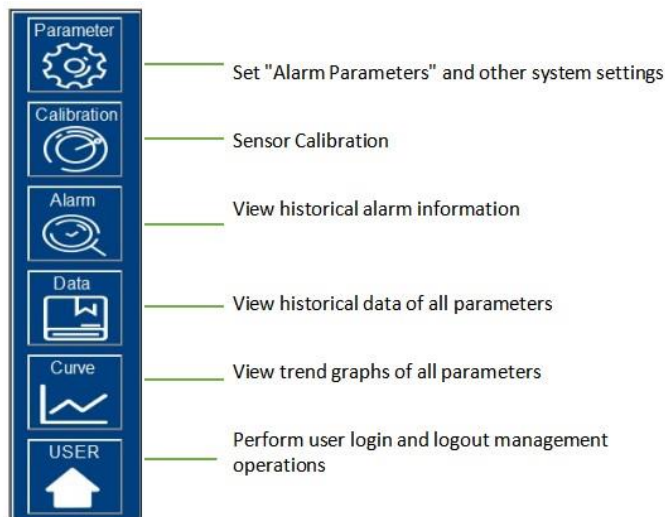 Parameter
Set "Alarm Parameters" and other system settings
Calibration
Sensor Calibration
Alarm
View historical alarm information
Data
View historical data of all parameters
Curve
View trend graphs of all parameters
USER
Perform user login and logout management
operations